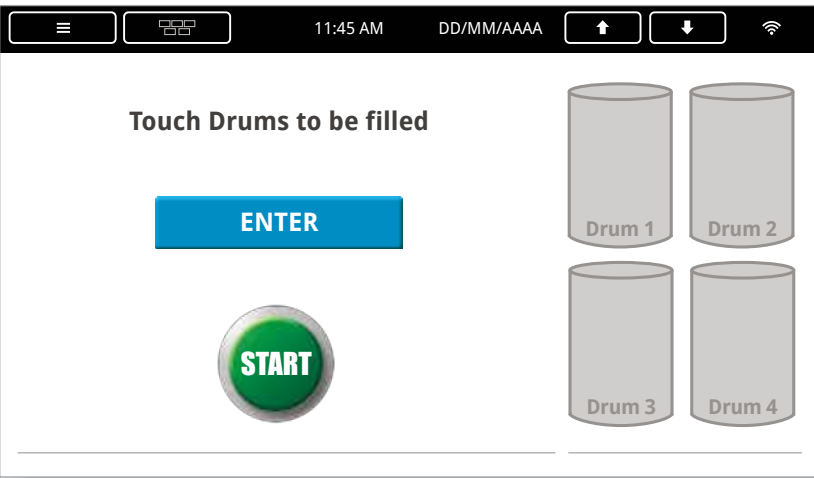 11:45 AM DD/MM/AAAA
Touch Drums to be filled
ENTER
START
Drum 1 Drum 2
Drum 3 Drum 4